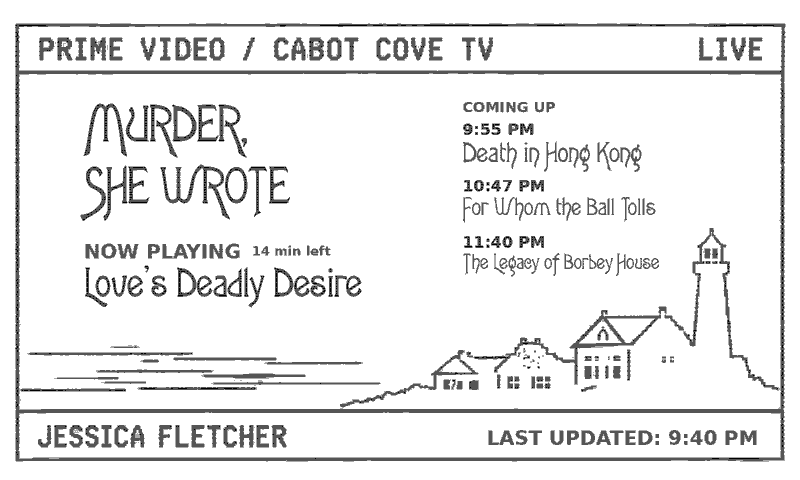 PRIME VIDEO / CABOT COVE TV
LIVE
MURDER,
SHE WROTE
NOW PLAYING 14 min left
Love's Deadly Desire
COMING UP
9:55 PM
Death in Hong Kong
10:47 PM
For Whom the Ball Tolls
11:40 PM
The Legacy of Borbey House
JESSICA FLETCHER
LAST UPDATED: 9:40 PM